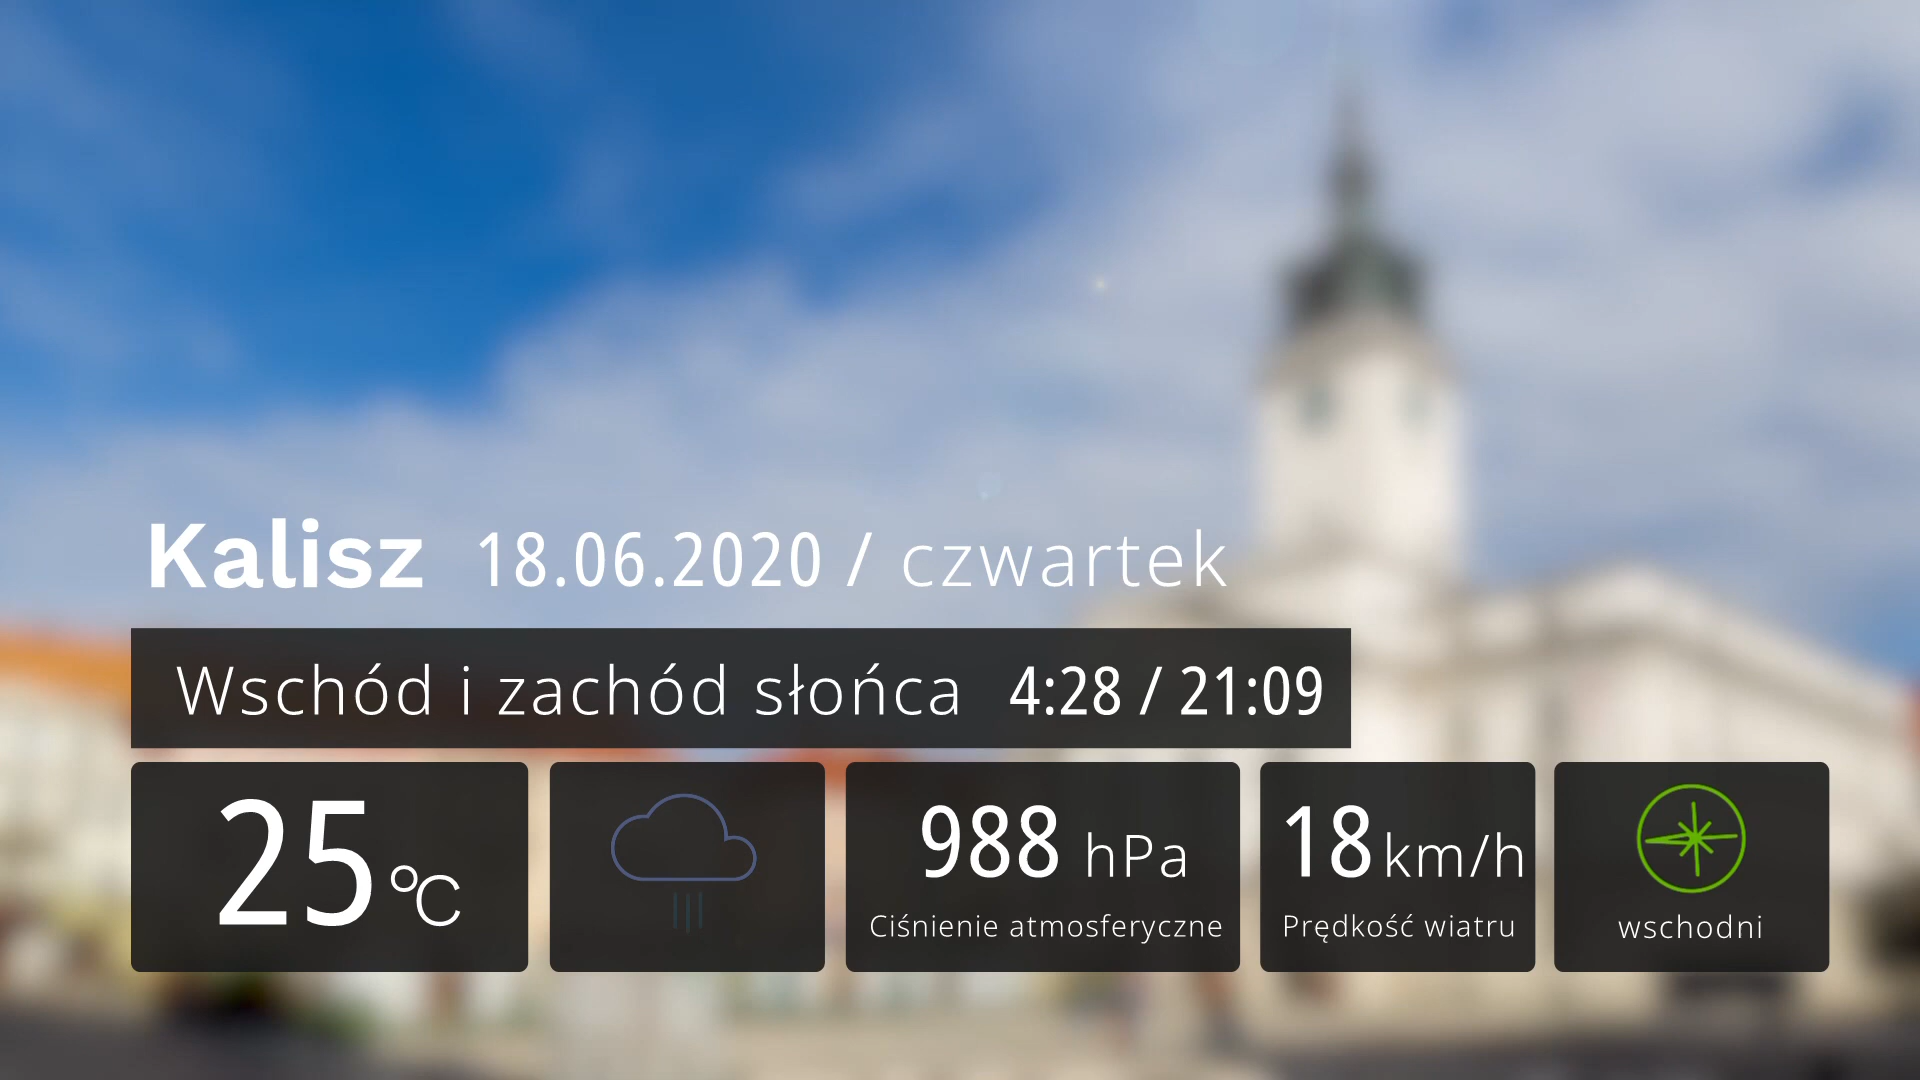 Kalisz 18.06.2020 / czwartek
Wschód i zachód słońca 4:28 / 21:09
25 °C
988 hPa
Ciśnienie atmosferyczne
18 km/h
Prędkość wiatru
wschodni